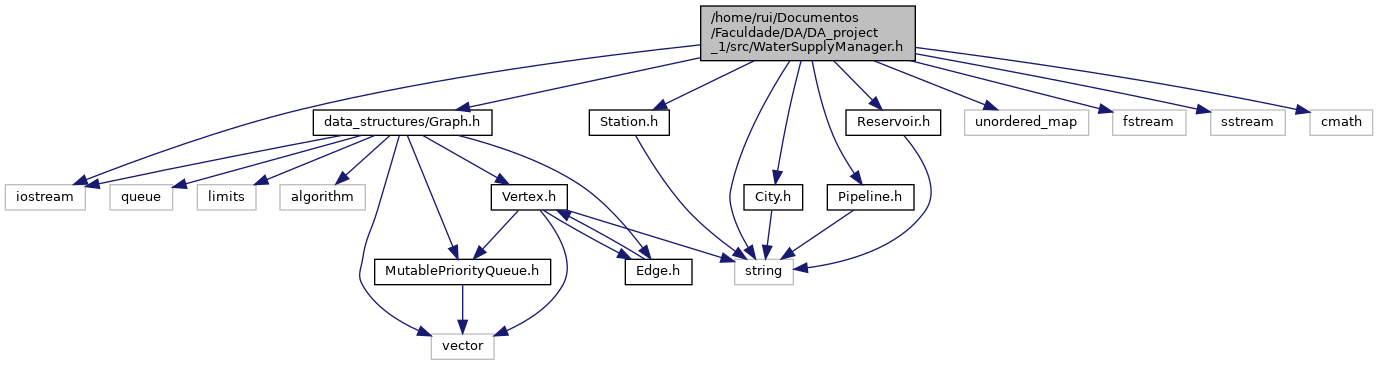 /home/rui/Documentos
/Faculdade/DA/DA_project
_1/src/WaterSupplyManager.h
data_structures/Graph.h
Station.h
Reservoir.h
unordered_map
fstream
sstream
cmath
iostream
queue
limits
algorithm
Vertex.h
City.h
Pipeline.h
MutablePriorityQueue.h
Edge.h
string
vector